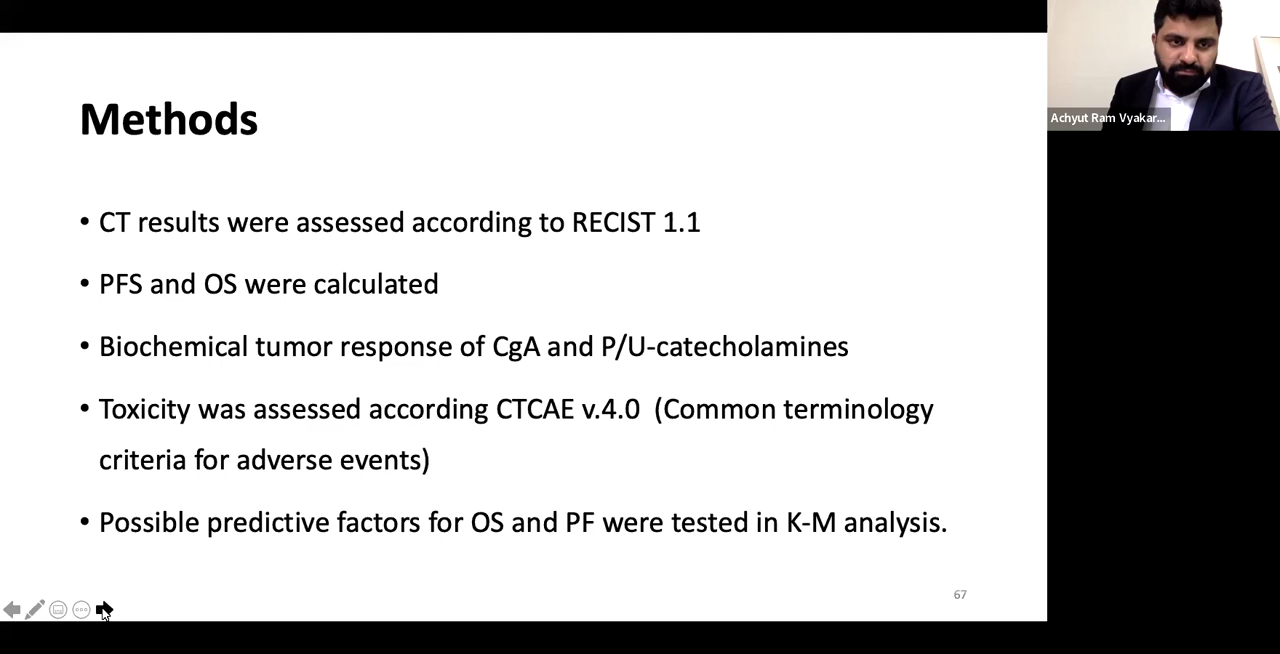 Methods
• CT results were assessed according to RECIST 1.1
• PFS and OS were calculated
• Biochemical tumor response of CgA and P/U-catecholamines
• Toxicity was assessed according CTCAE v.4.0 (Common terminology
criteria for adverse events)
• Possible predictive factors for OS and PF were tested in K-M analysis.
67
Achyut Ram Vyakar...